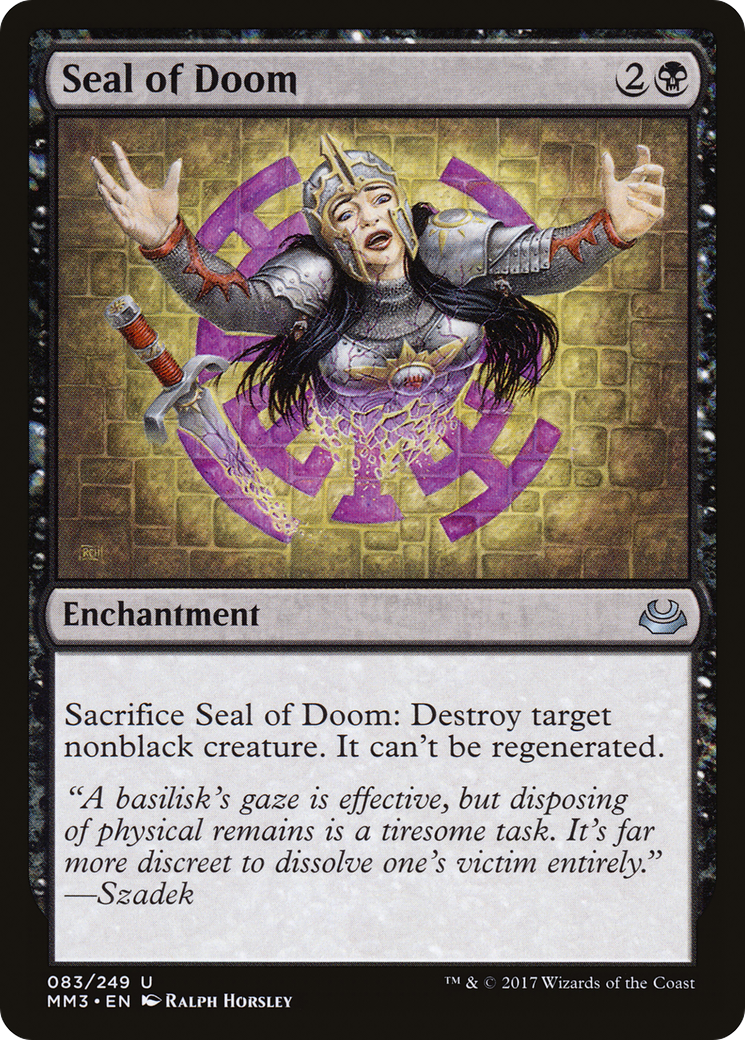 Seal of Doom
2
Enchantment
Sacrifice Seal of Doom: Destroy target
nonblack creature. It can't be regenerated.
“A basilisk's gaze is effective, but disposing
of physical remains is a tiresome task. It's far
more discreet to dissolve one's victim entirely.”
—Szadek
083/249 U
™ & © 2017 Wizards of the Coast
MM3 • EN Ralph Horsley
RCH